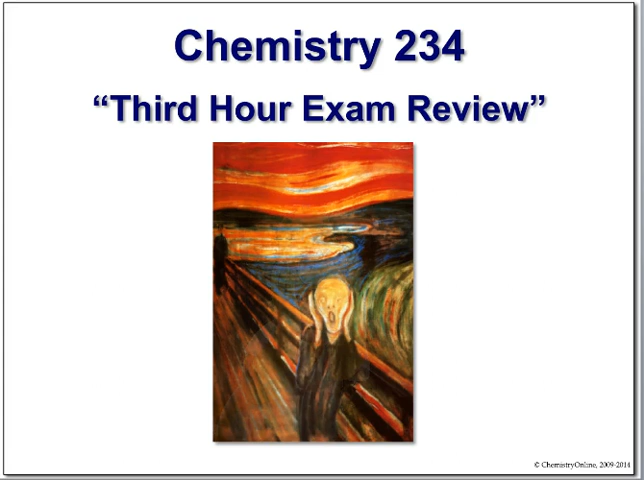 Chemistry 234
“Third Hour Exam Review”
© ChemistryOnline, 2009-2014